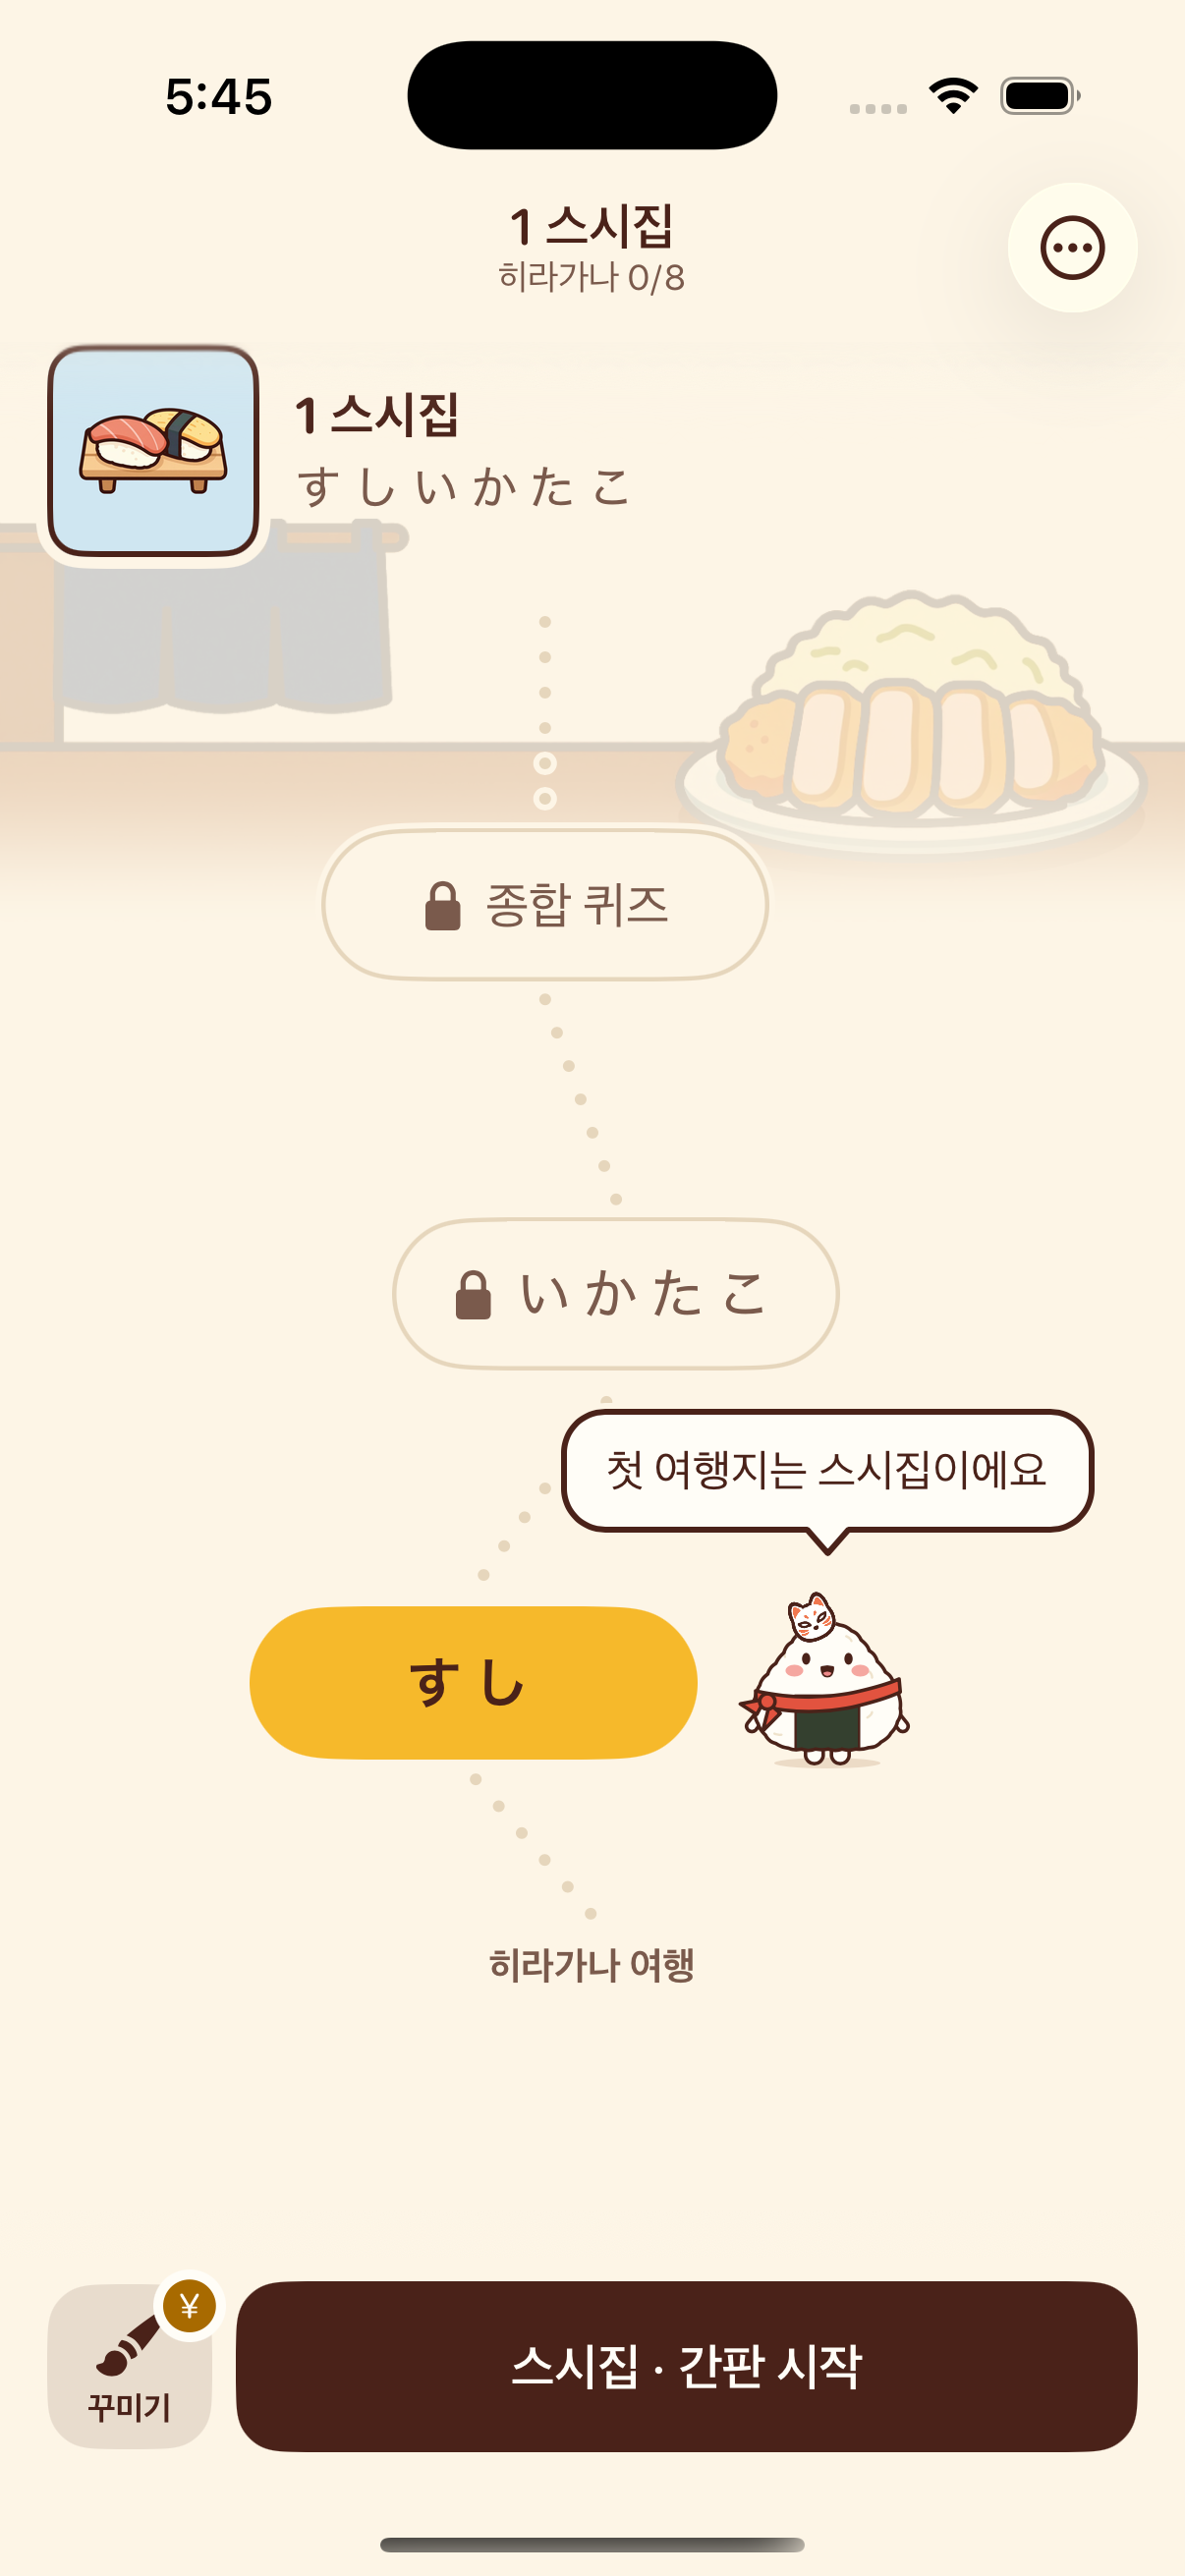 5:45
1 스시집
히라가나 0/8
1 스시집
す し い か た こ
종합 퀴즈
い か た こ
첫 여행지는 스시집이에요
す し
히라가나 여행
¥
꾸미기
스시집 · 간판 시작